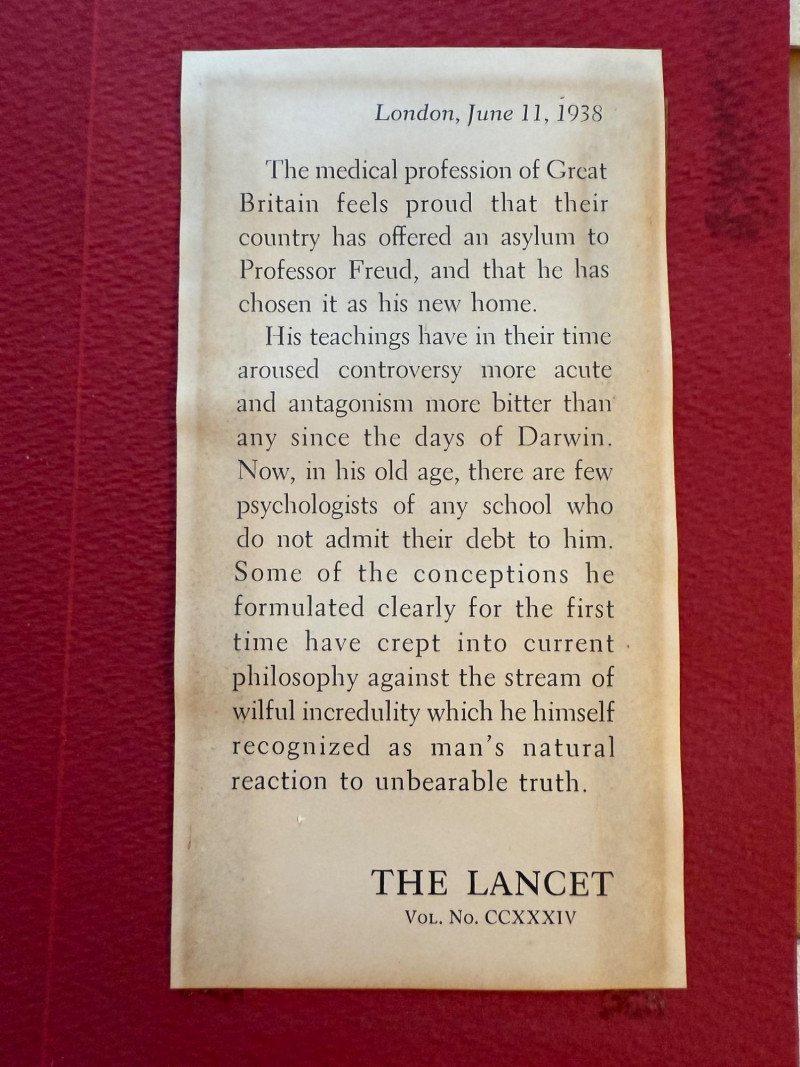 London, June 11, 1938
The medical profession of Great
Britain feels proud that their
country has offered an asylum to
Professor Freud, and that he has
chosen it as his new home.
His teachings have in their time
aroused controversy more acute
and antagonism more bitter than
any since the days of Darwin.
Now, in his old age, there are few
psychologists of any school who
do not admit their debt to him.
Some of the conceptions he
formulated clearly for the first
time have crept into current
philosophy against the stream of
wilful incredulity which he himself
recognized as man's natural
reaction to unbearable truth.
THE LANCET
VOL. No. CCXXXIV